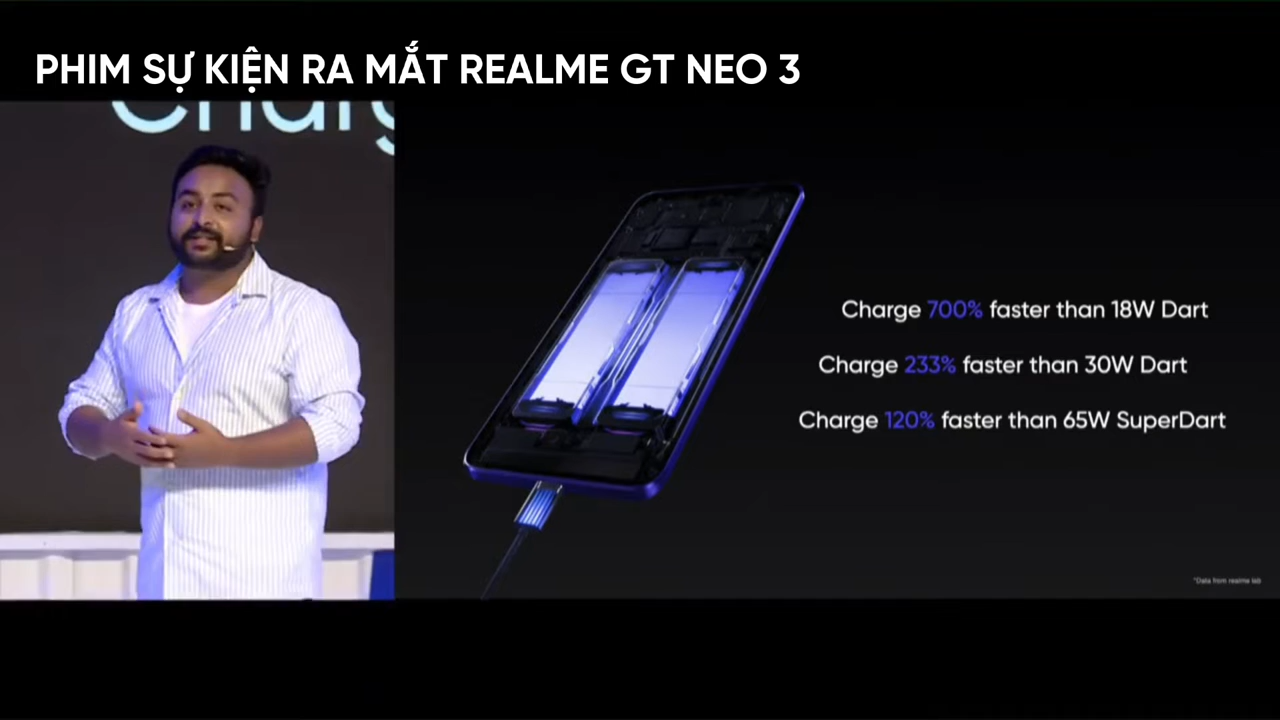 PHIM SỰ KIỆN RA MẮT REALME GT NEO 3
Charg
Charge 700% faster than 18W Dart
Charge 233% faster than 30W Dart
Charge 120% faster than 65W SuperDart
*Data from realme lab